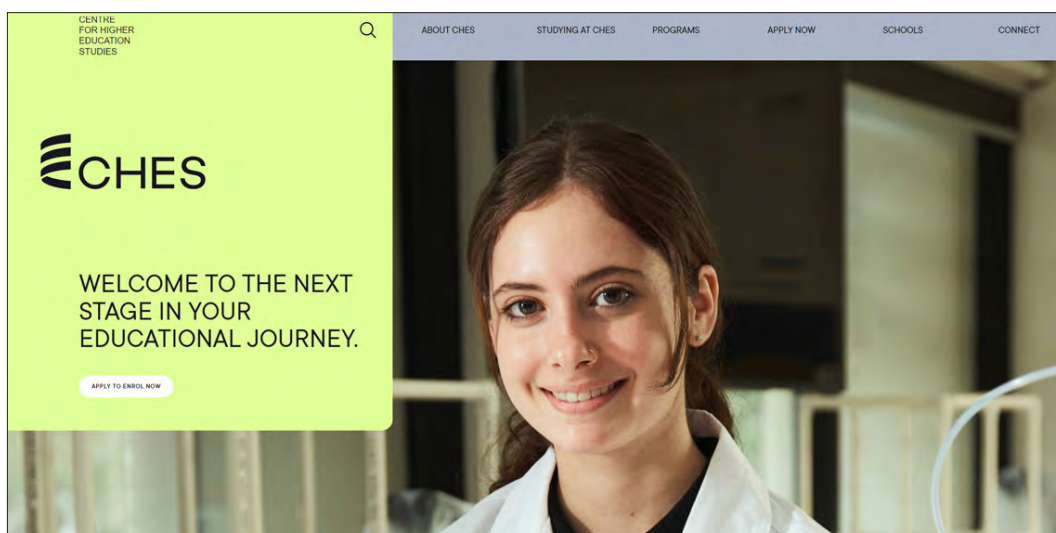 CENTRE
FOR HIGHER
EDUCATION
STUDIES
ABOUT CHES
STUDYING AT CHES
PROGRAMS
APPLY NOW
SCHOOLS
CONNECT
CHES
WELCOME TO THE NEXT
STAGE IN YOUR
EDUCATIONAL JOURNEY.
APPLY TO ENROL NOW